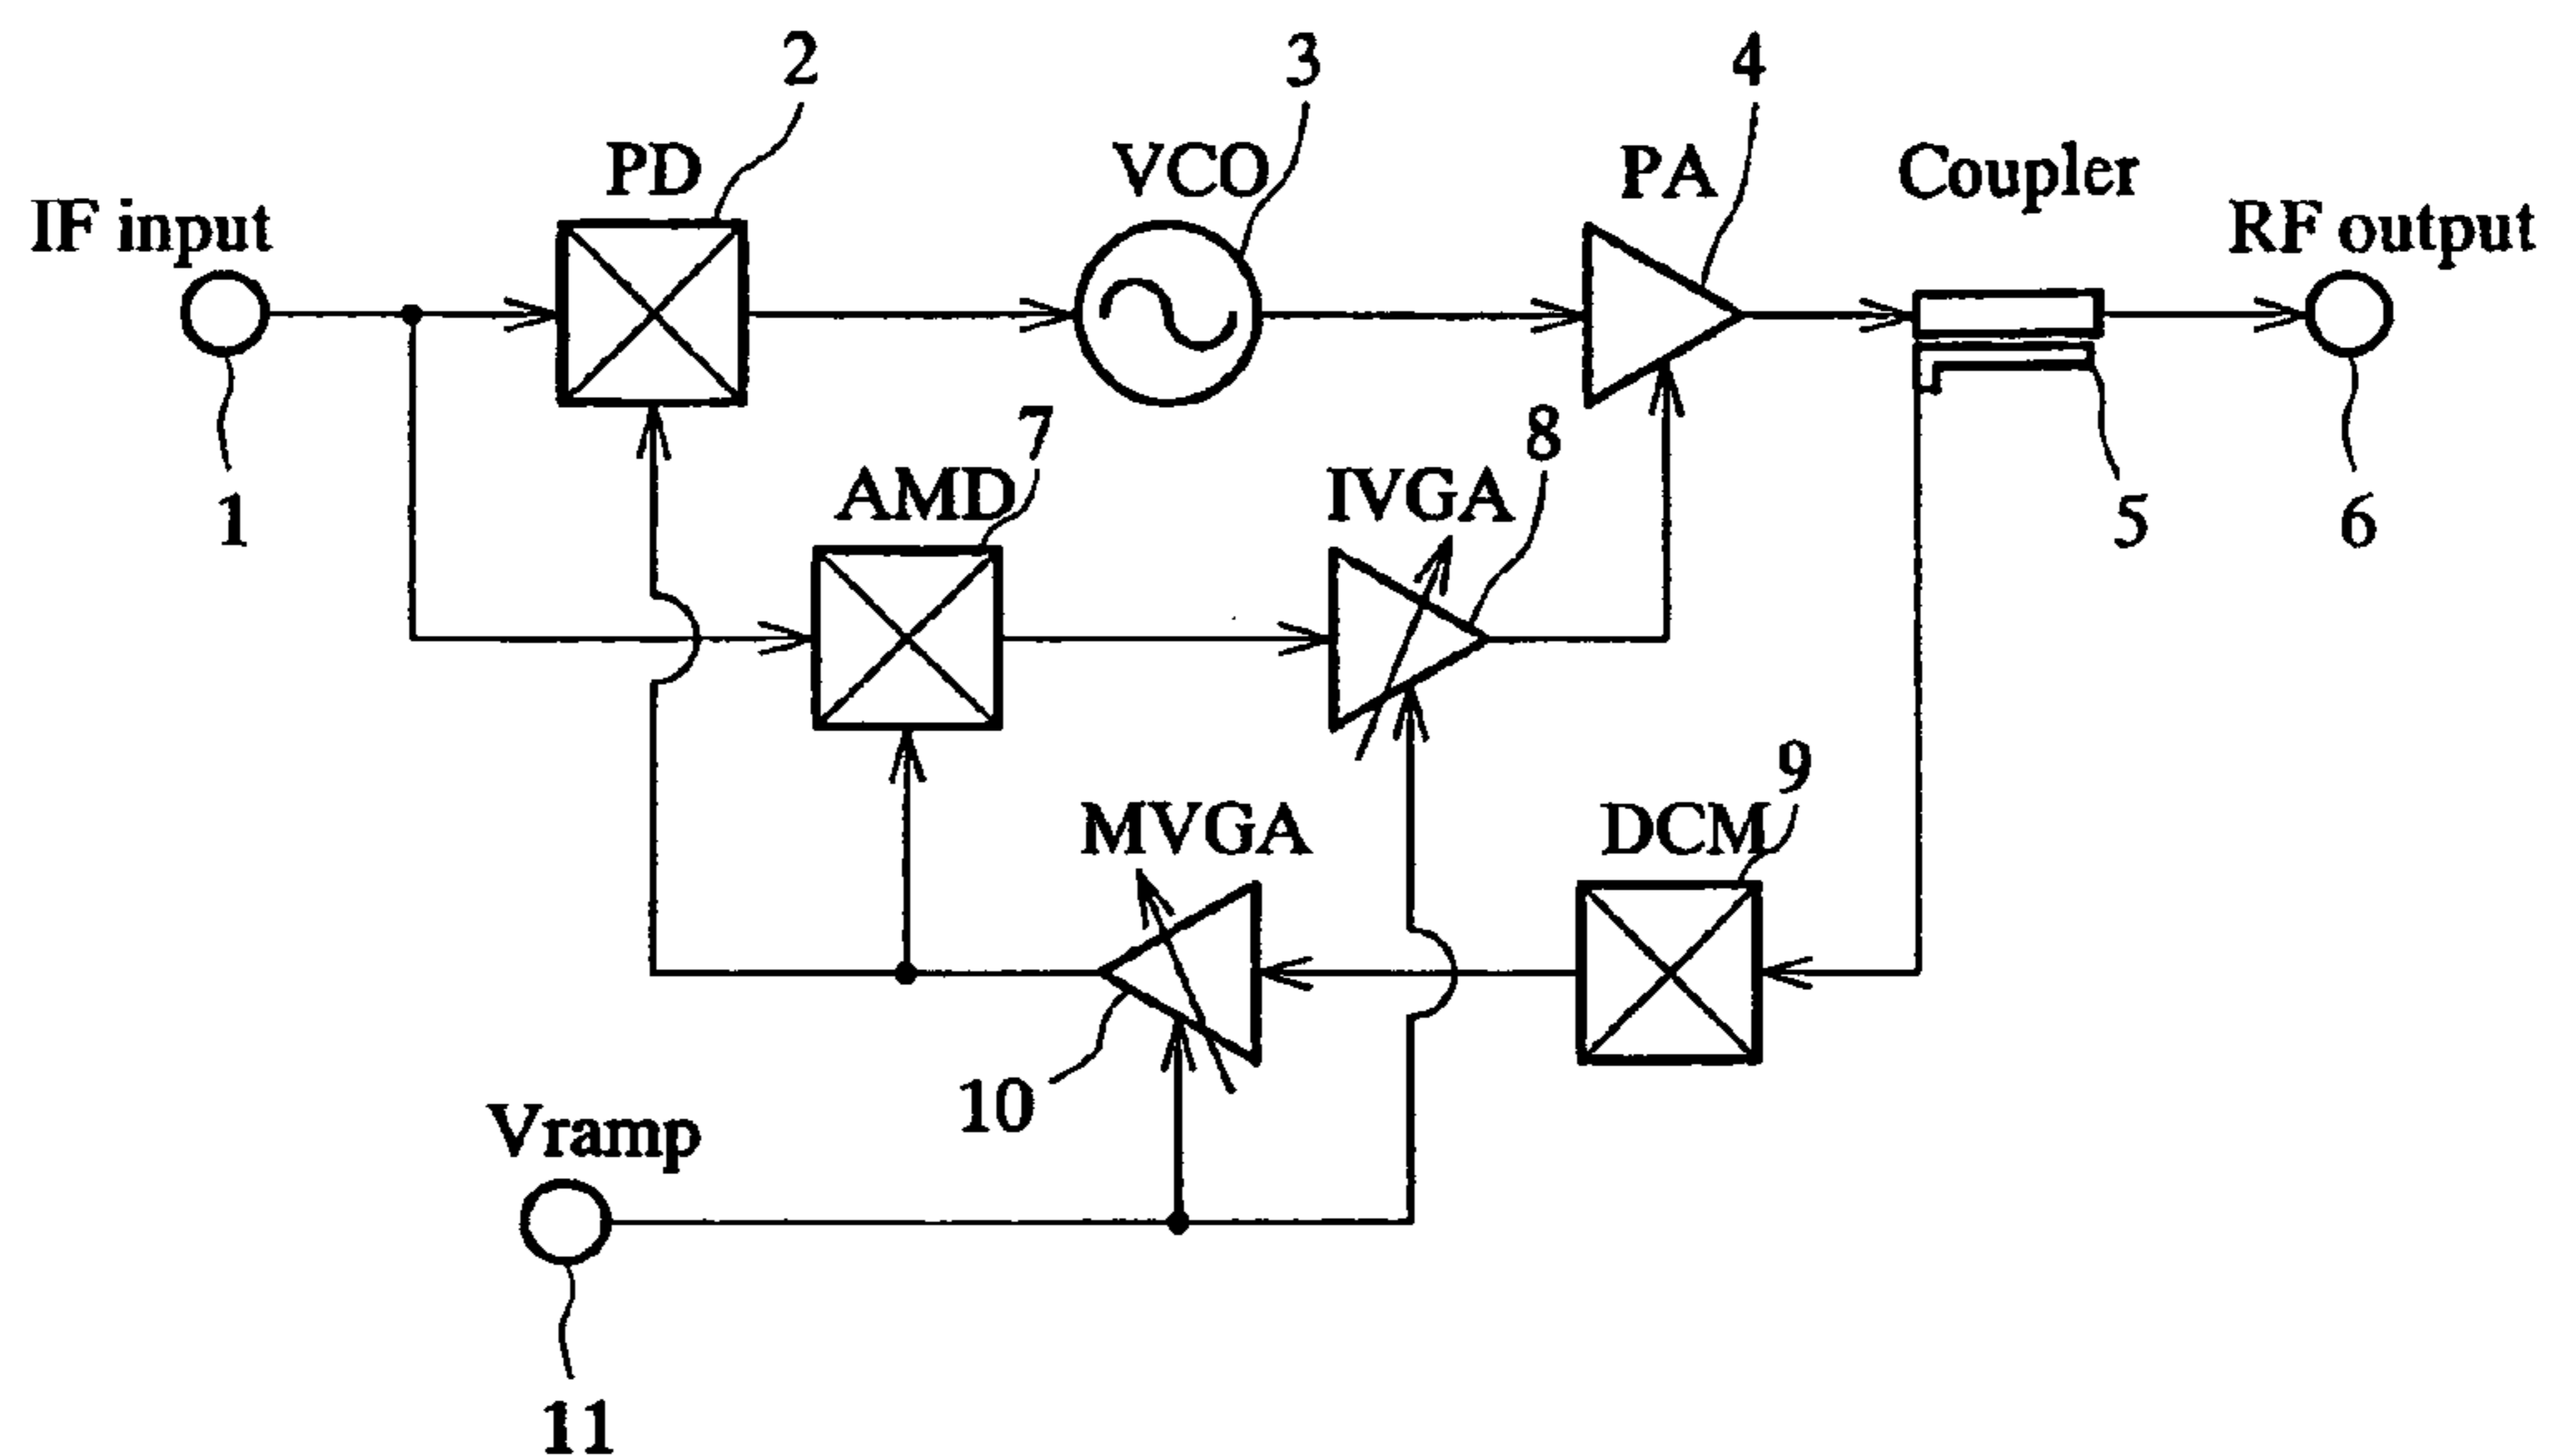 2
3
4
PD
VCO
PA
Coupler
IF input
RF output
1
7
8
5
6
AMD
IVGA
9
MVGA
DCM
10
Vramp
11